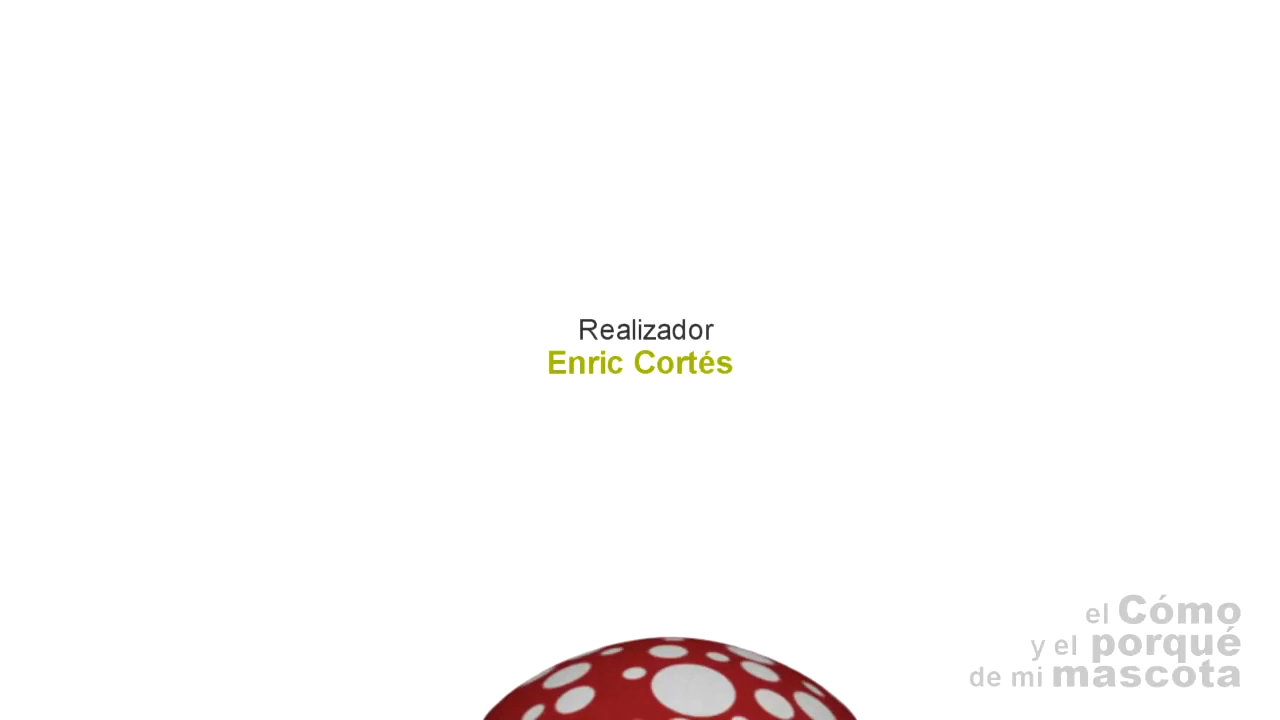 Realizador
Enric Cortés
el Cómo
y el porqué
de mi mascota